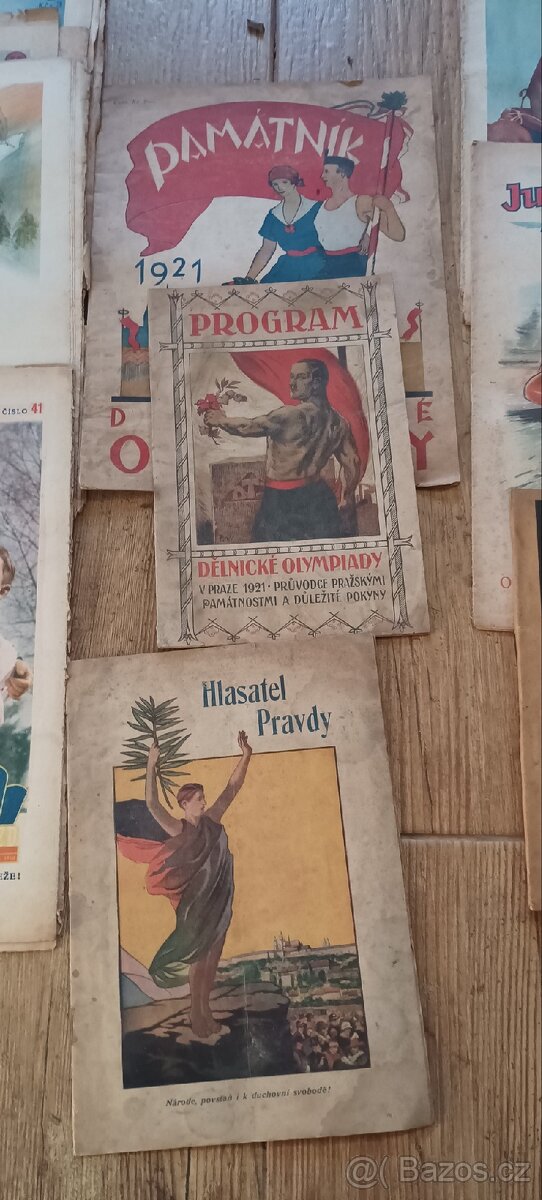 PAMÁTNÍK
1921
PROGRAM
DĚLNICKÉ OLYMPIADY
V PRAZE 1921 · PRŮVODCE PRAŽSKÝMI
PAMÁTNOSTMI A DŮLEŽITÉ POKYNY
D
É
S
O
Y
ČÍSLO 41
Ju
Hlasatel
Pravdy
Národe, povstaň i k duchovní svobodě!
Bazos.cz